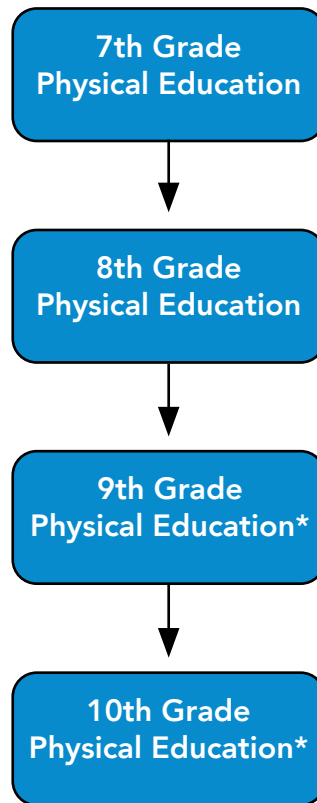 7th Grade
Physical Education
8th Grade
Physical Education
9th Grade
Physical Education*
10th Grade
Physical Education*